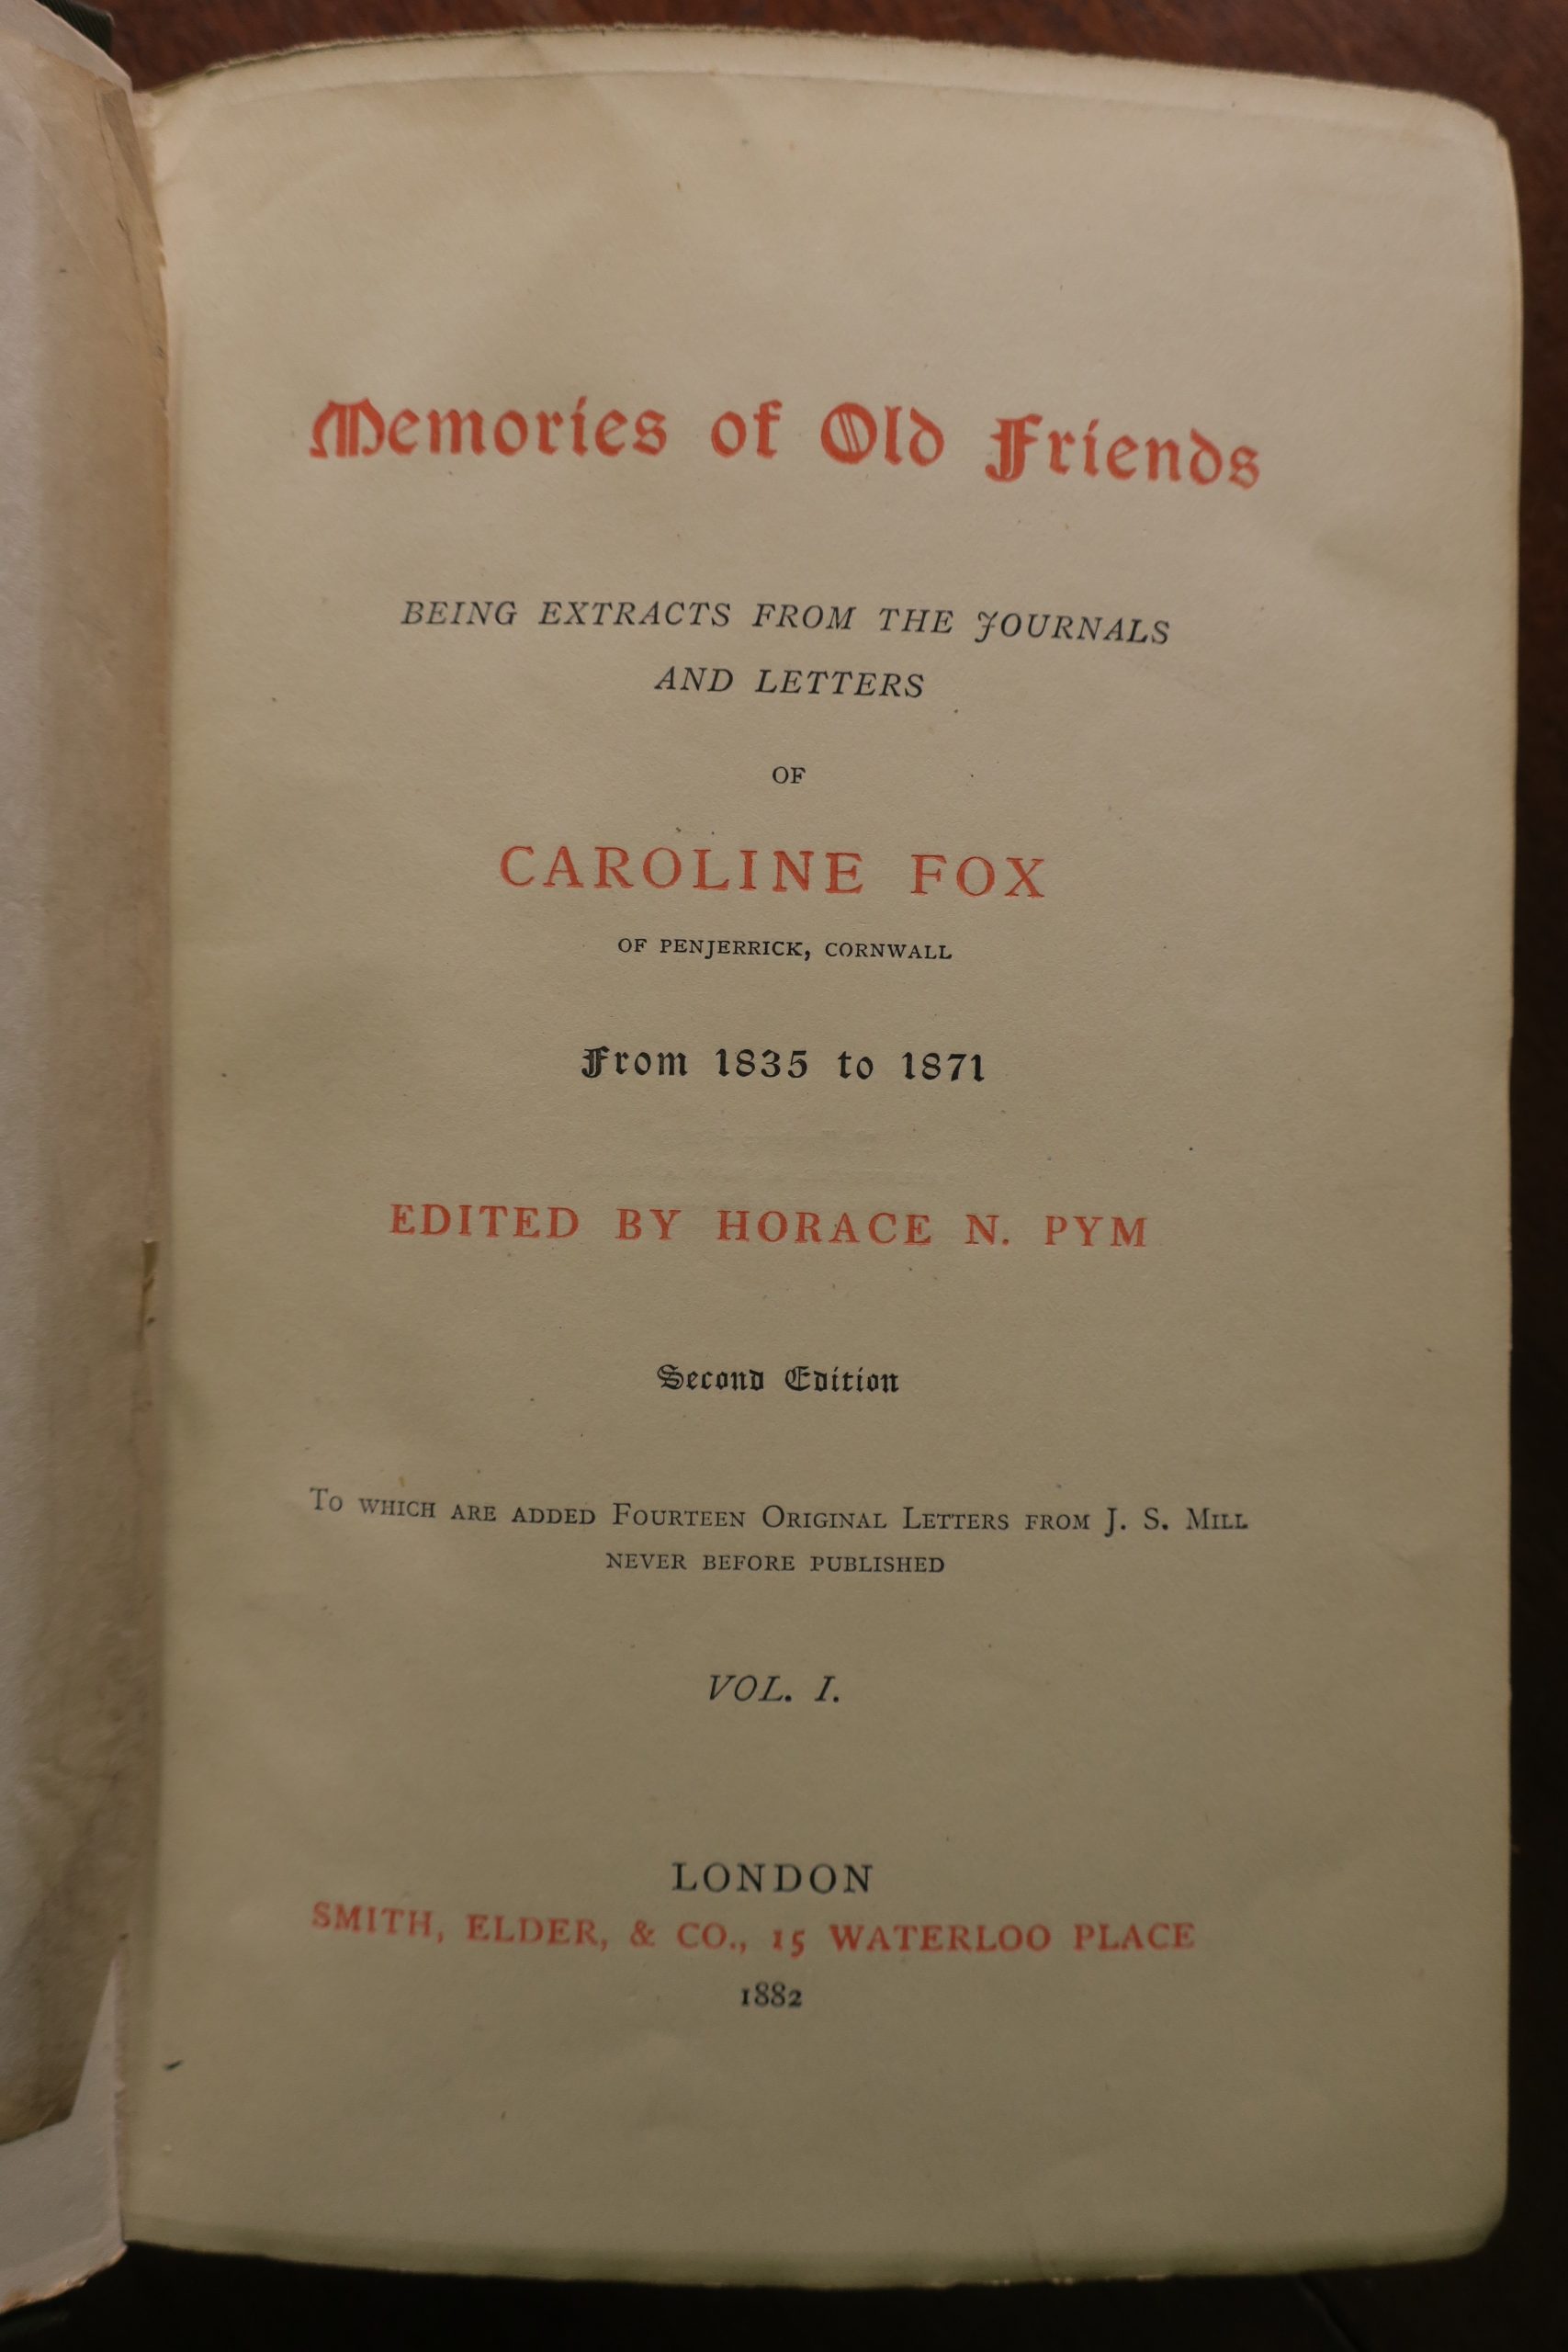 Memories of Old Friends
BEING EXTRACTS FROM THE JOURNALS
AND LETTERS
OF
CAROLINE FOX
OF PENJERRICK, CORNWALL
From 1835 to 1871
EDITED BY HORACE N. PYM
Second Edition
To which are added Fourteen Original Letters from J. S. Mill
never before published
VOL. I.
LONDON
SMITH, ELDER, & CO., 15 WATERLOO PLACE
1882